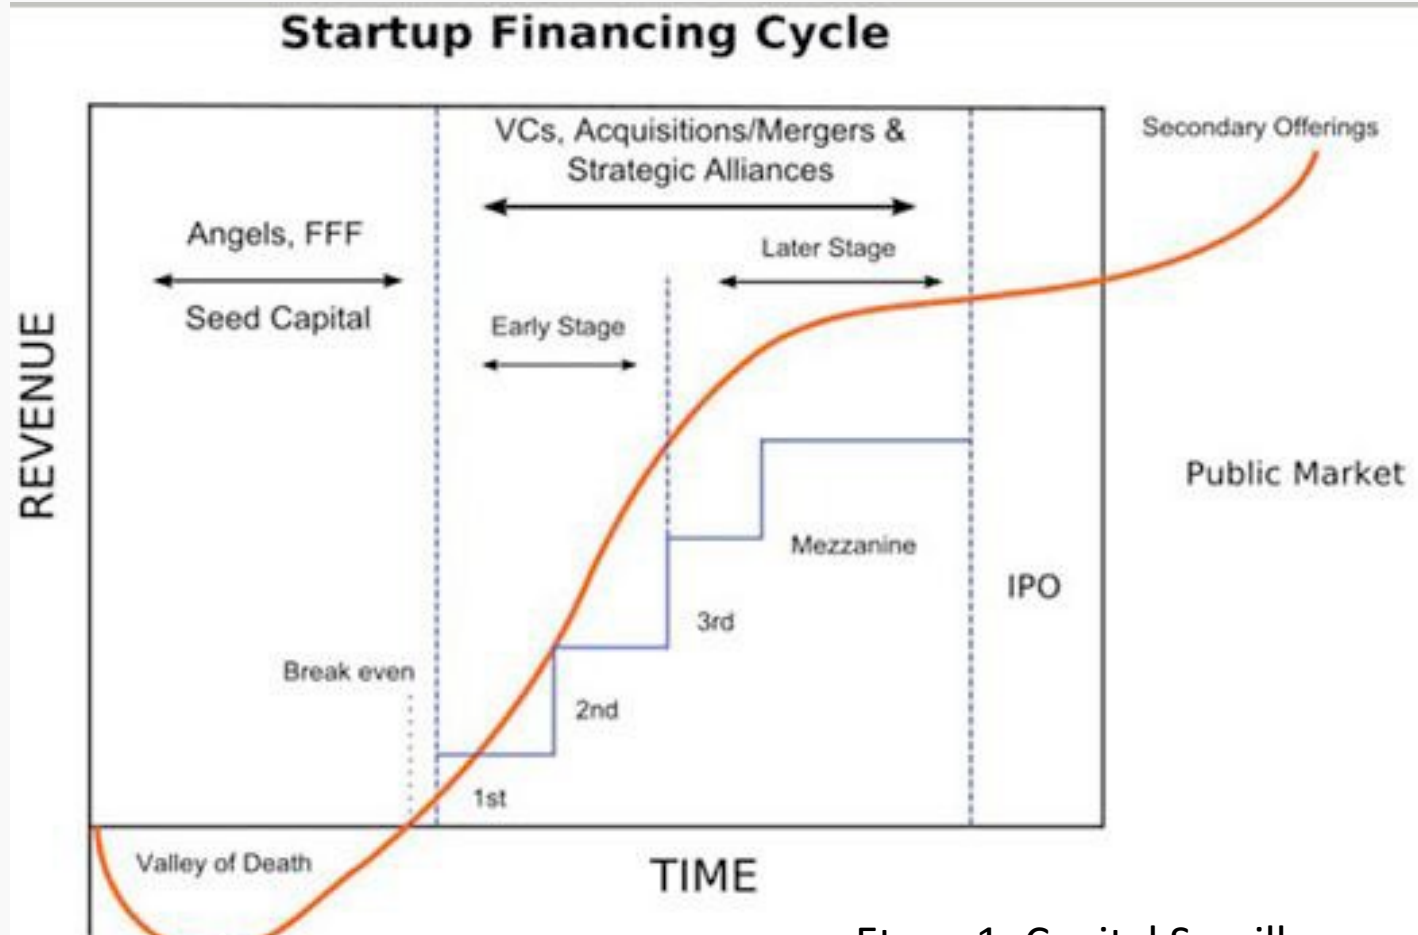 Startup Financing Cycle
VCs, Acquisitions/Mergers &
Strategic Alliances
Secondary Offerings
Angels, FFF
Later Stage
Seed Capital
Early Stage
REVENUE
Public Market
Mezzanine
IPO
3rd
Break even
2nd
1st
Valley of Death
TIME